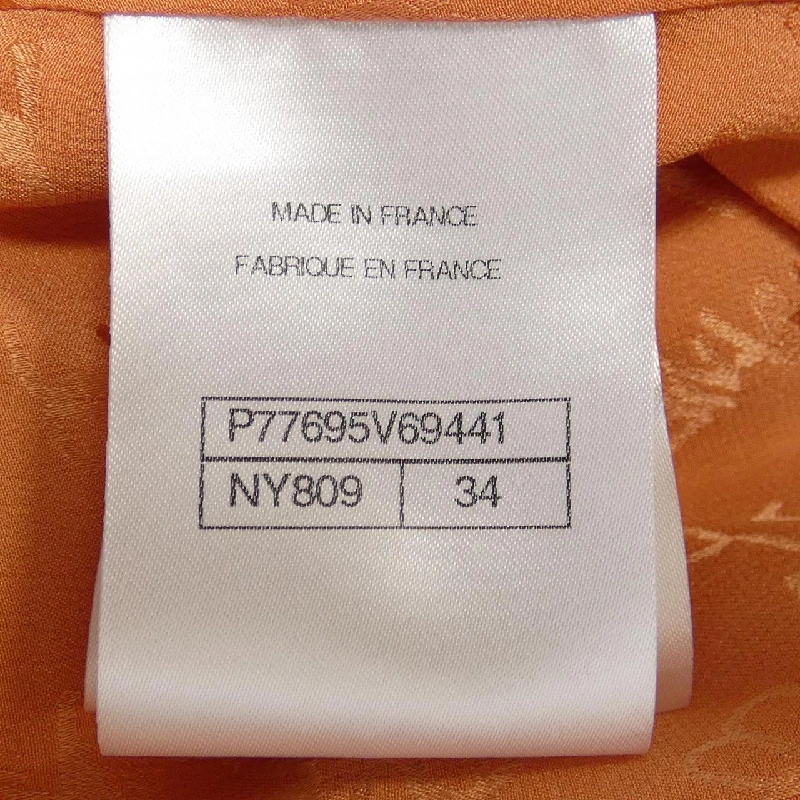 MADE IN FRANCE
FABRIQUE EN FRANCE
P77695V69441
NY809 34